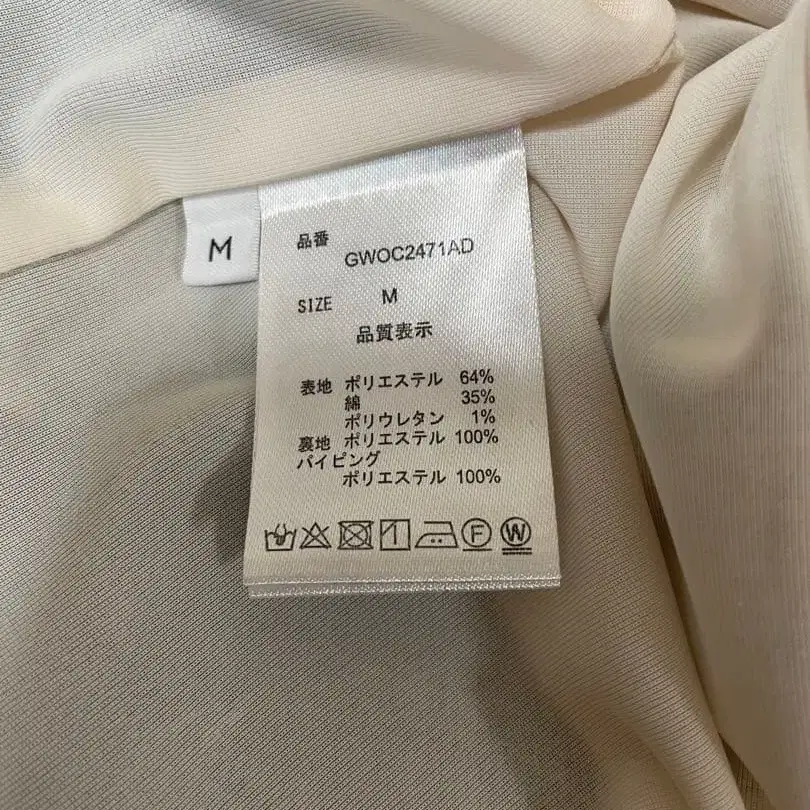 M
品番 GWOC2471AD
SIZE M
品質表示
表地 ポリエステル 64%
綿 35%
ポリウレタン 1%
裏地 ポリエステル 100%
パイピング
ポリエステル 100%
F W